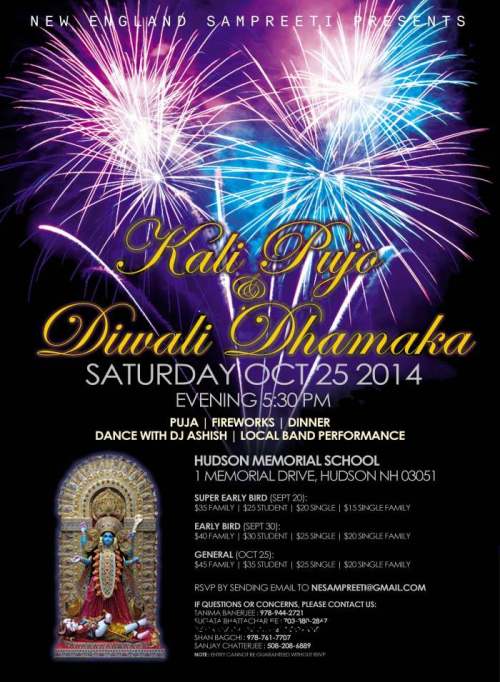 NEW ENGLAND SAMPREETI PRESENTS
Kali Pujo
&
Diwali Dhamaka
SATURDAY OCT 25 2014
EVENING 5:30 PM
PUJA | FIREWORKS | DINNER
DANCE WITH DJ ASHISH | LOCAL BAND PERFORMANCE
HUDSON MEMORIAL SCHOOL
1 MEMORIAL DRIVE, HUDSON NH 03051
SUPER EARLY BIRD (SEPT 20):
$35 FAMILY | $25 STUDENT | $20 SINGLE | $15 SINGLE FAMILY
EARLY BIRD (SEPT 30):
$40 FAMILY | $30 STUDENT | $25 SINGLE | $20 SINGLE FAMILY
GENERAL (OCT 25):
$45 FAMILY | $35 STUDENT | $25 SINGLE | $20 SINGLE FAMILY
RSVP BY SENDING EMAIL TO NESAMPREETI@GMAIL.COM
IF QUESTIONS OR CONCERNS, PLEASE CONTACT US:
TANIMA BANERJEE : 978-944-2721
SHAN BAGCHI : 978-761-7707
SANJAY CHATTERJEE : 508-208-6889
NOTE: ENTRY CANNOT BE GUARANTEED WITHOUT RSVP